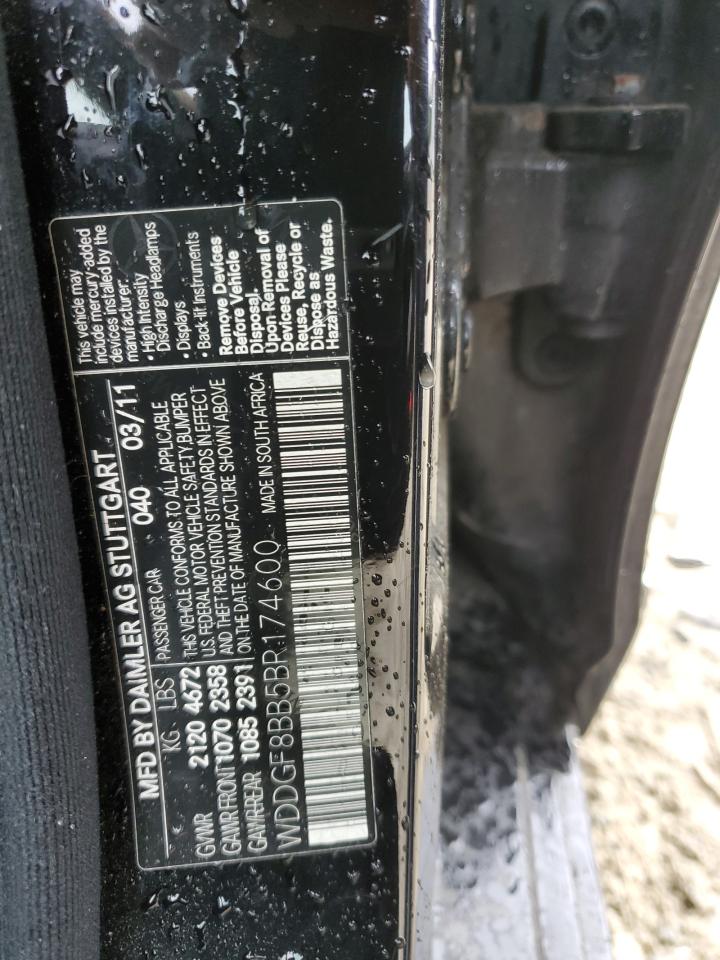 MFD BY DAIMLER AG STUTTGART
040 03/11
KG LBS PASSENGER CAR
GVWR 2120 4672
GAWR FRONT 1070 2358
GAWR REAR 1085 2391
THIS VEHICLE CONFORMS TO ALL APPLICABLE
U.S. FEDERAL MOTOR VEHICLE SAFETY, BUMPER
AND THEFT PREVENTION STANDARDS IN EFFECT
ON THE DATE OF MANUFACTURE SHOWN ABOVE
WDDGF8BB5BR174600 MADE IN SOUTH AFRICA
This vehicle may
include mercury-added
devices installed by the
manufacturer:
• High Intensity
Discharge Headlamps
• Displays
• Back-lit Instruments
Remove Devices
Before Vehicle
Disposal.
Upon Removal of
Devices Please
Reuse, Recycle or
Dispose as
Hazardous Waste.